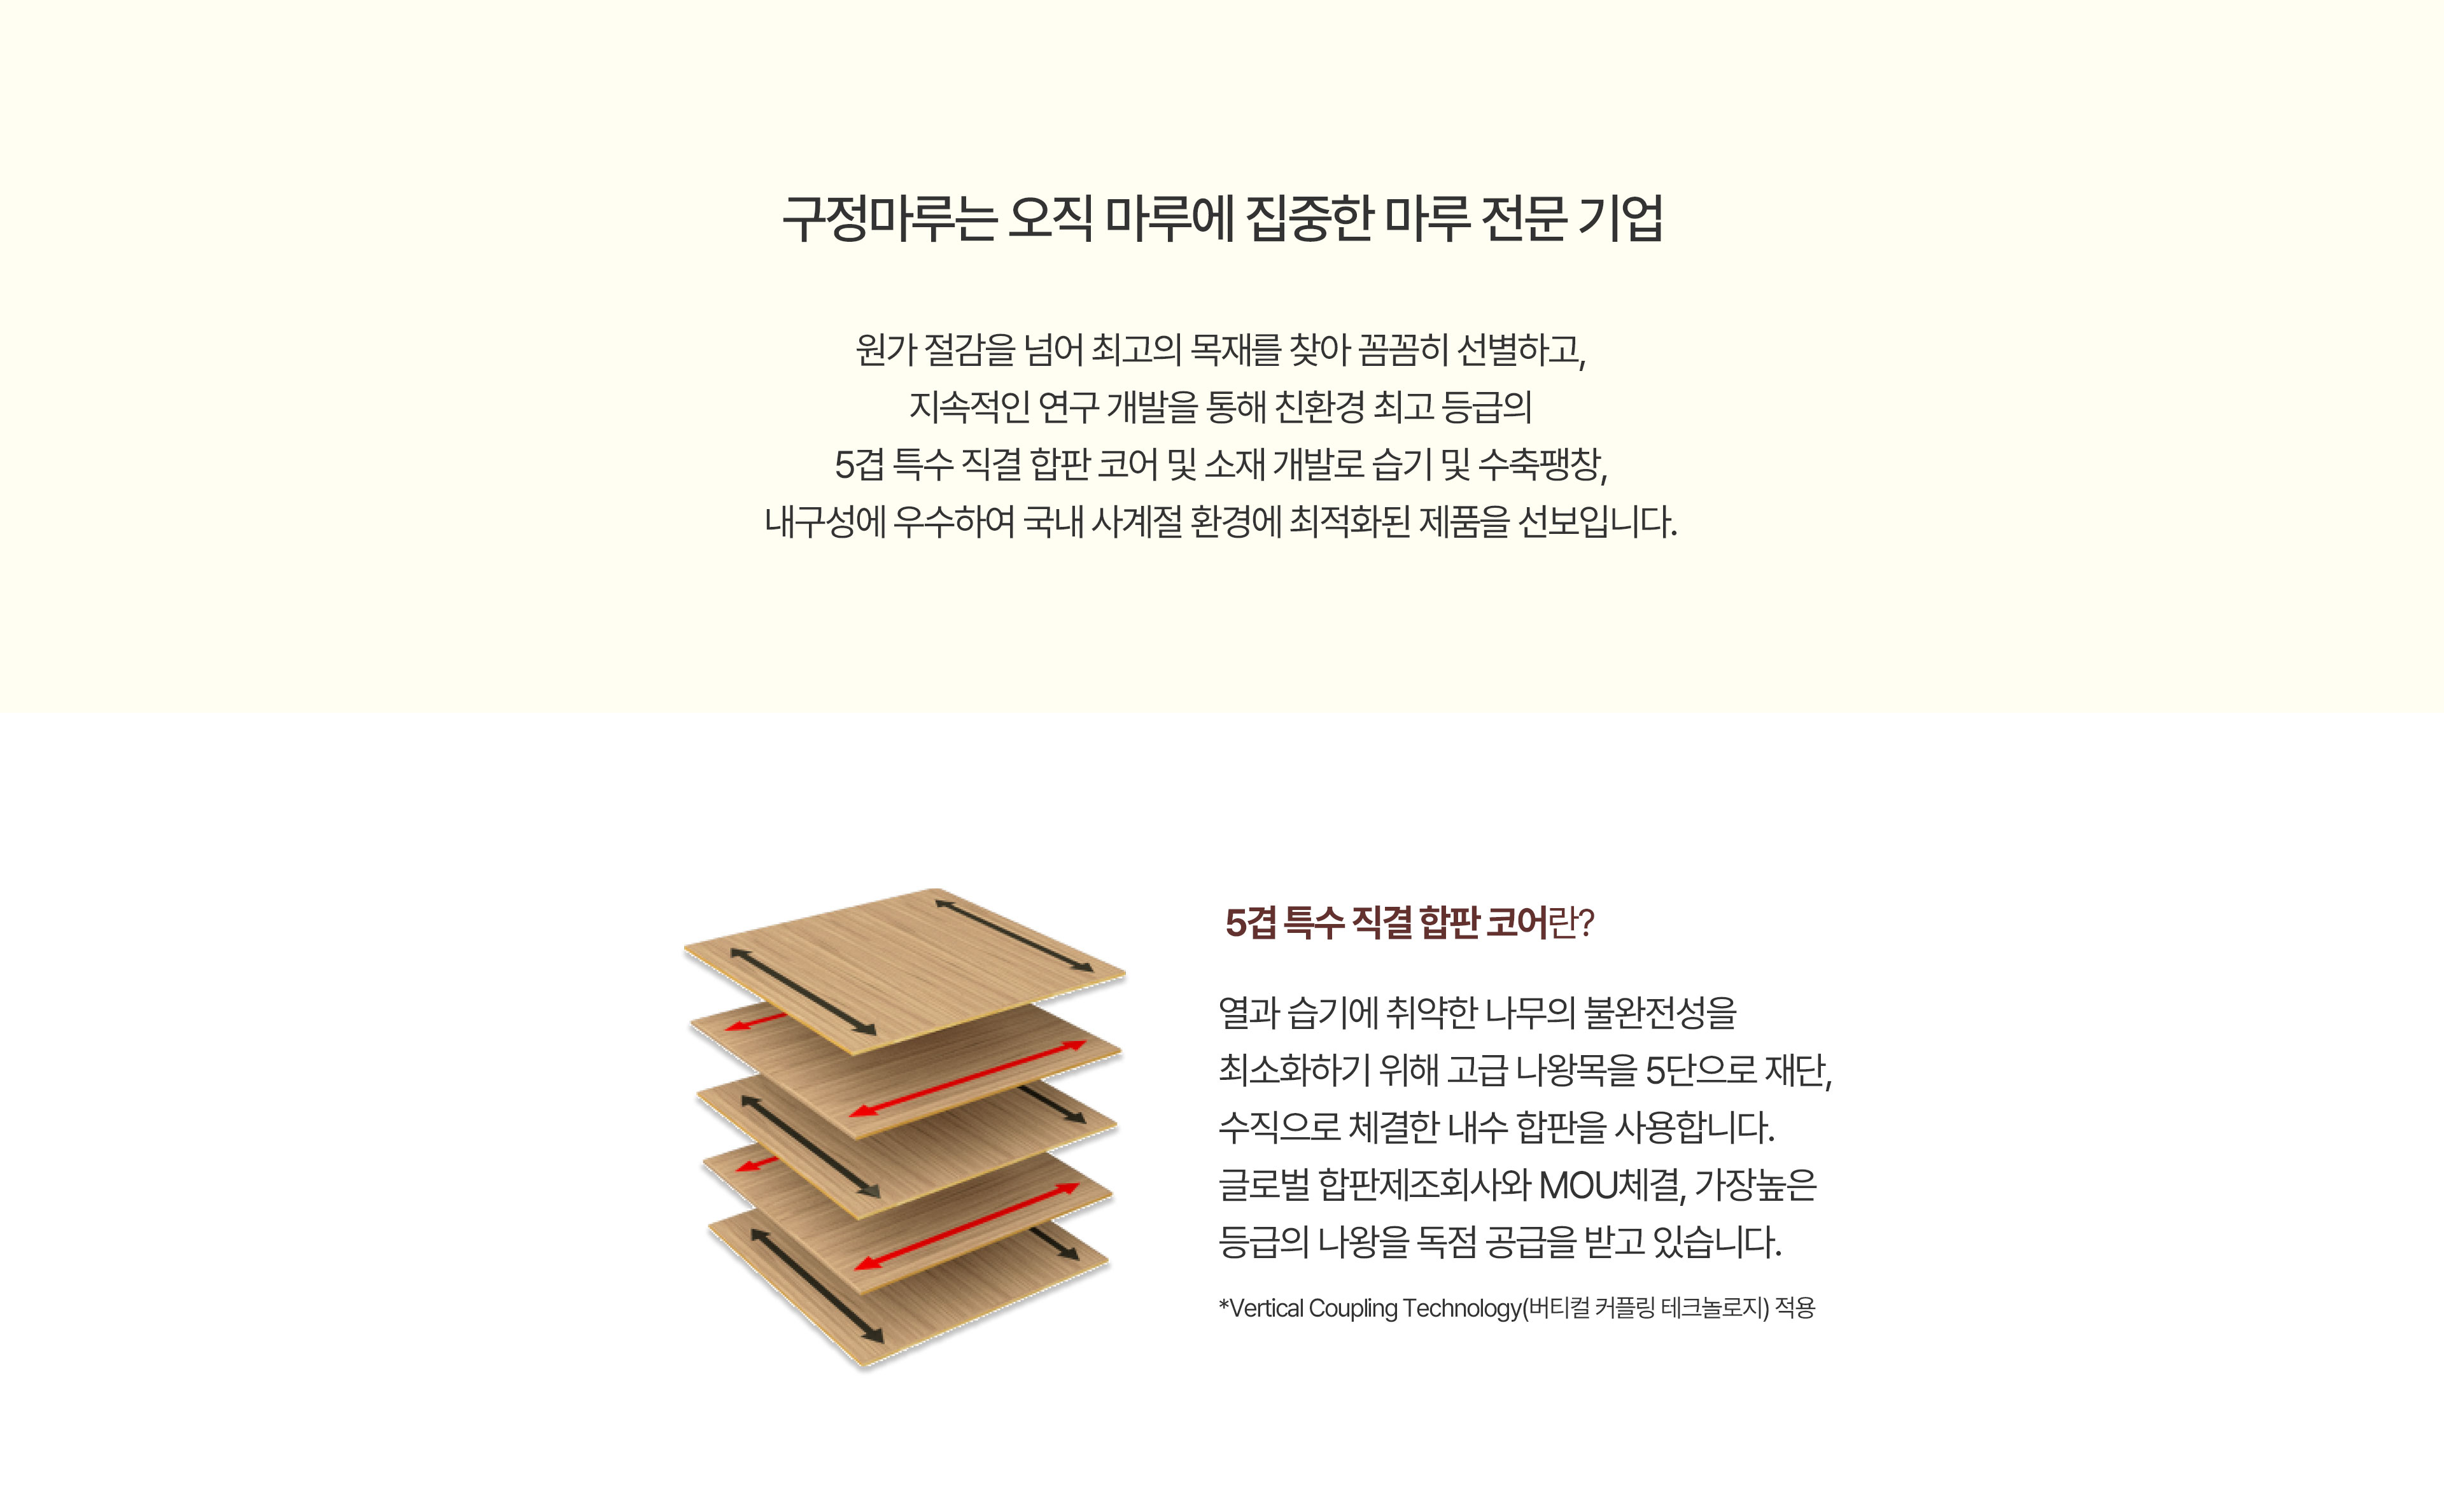 구정마루는 오직 마루에 집중한 마루 전문 기업
원가 절감을 넘어 최고의 목재를 찾아 꼼꼼히 선별하고,
지속적인 연구 개발을 통해 친환경 최고 등급의
5겹 특수 직결 합판 코어 및 소재 개발로 습기 및 수축팽창,
내구성에 우수하여 국내 사계절 환경에 최적화된 제품을 선보입니다.
5겹 특수 직결 합판 코어란?
열과 습기에 취약한 나무의 불완전성을
최소화하기 위해 고급 나왕목을 5단으로 재단,
수직으로 체결한 내수 합판을 사용합니다.
글로벌 합판제조회사와 MOU체결, 가장높은
등급의 나왕을 독점 공급을 받고 있습니다.
*Vertical Coupling Technology(버티컬 커플링 테크놀로지) 적용